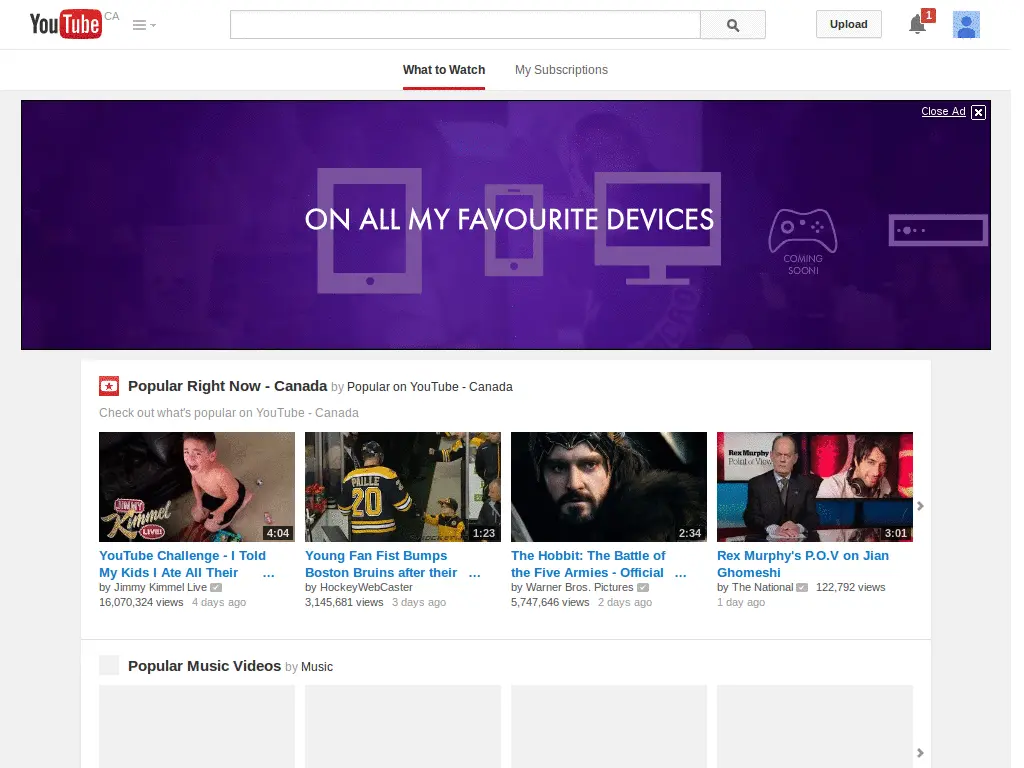 YouTube CA
Upload
1
What to Watch
My Subscriptions
Close Ad
ON ALL MY FAVOURITE DEVICES
COMING
SOON!
Popular Right Now - Canada by Popular on YouTube - Canada
Check out what's popular on YouTube - Canada
JIMMY
Kimmel
LIVE!
4:04
PAILLE
20
1:23
2:34
Rex Murphy
Point of View
3:01
YouTube Challenge - I Told
My Kids I Ate All Their ...
by Jimmy Kimmel Live
16,070,324 views 4 days ago
Young Fan Fist Bumps
Boston Bruins after their ...
by HockeyWebCaster
3,145,681 views 3 days ago
The Hobbit: The Battle of
the Five Armies - Official ...
by Warner Bros. Pictures
5,747,646 views 2 days ago
Rex Murphy's P.O.V on Jian
Ghomeshi
by The National 122,792 views
1 day ago
Popular Music Videos by Music